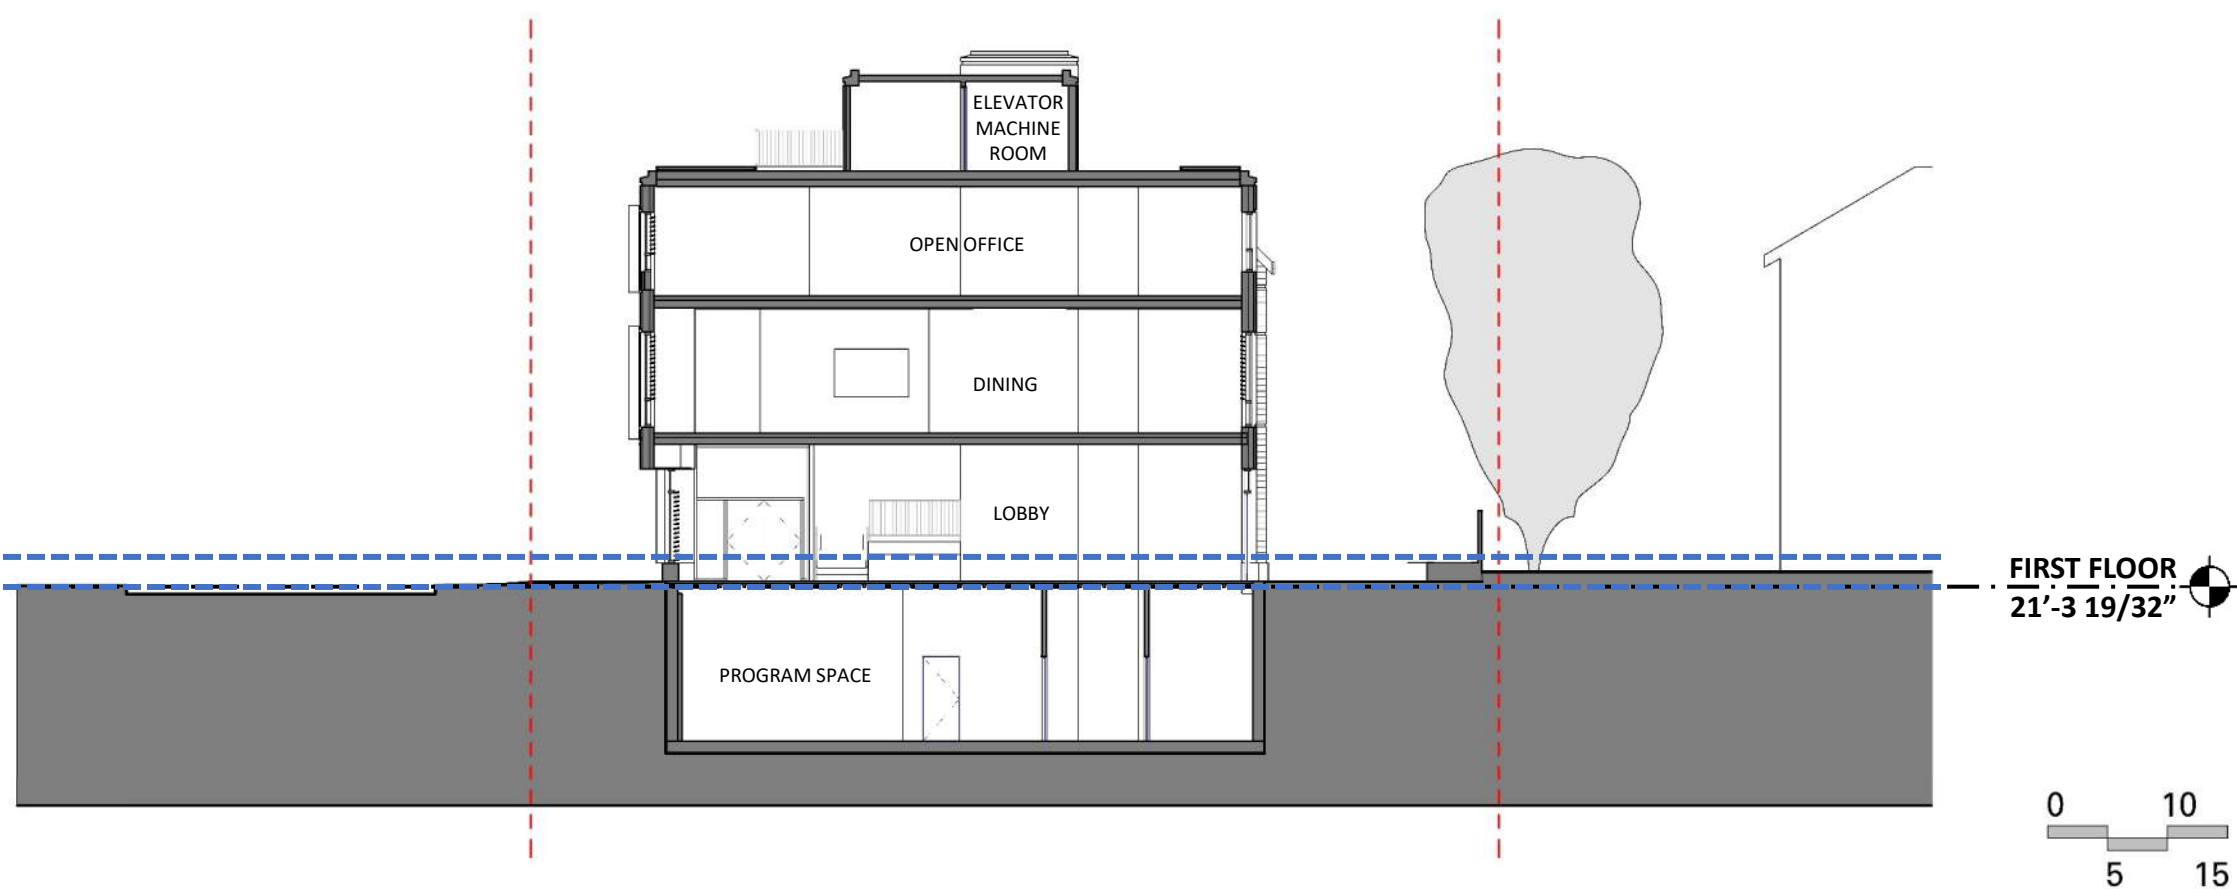 ELEVATOR
MACHINE
ROOM
OPEN OFFICE
DINING
LOBBY
FIRST FLOOR
21’-3 19/32”
PROGRAM SPACE
0 10
5 15